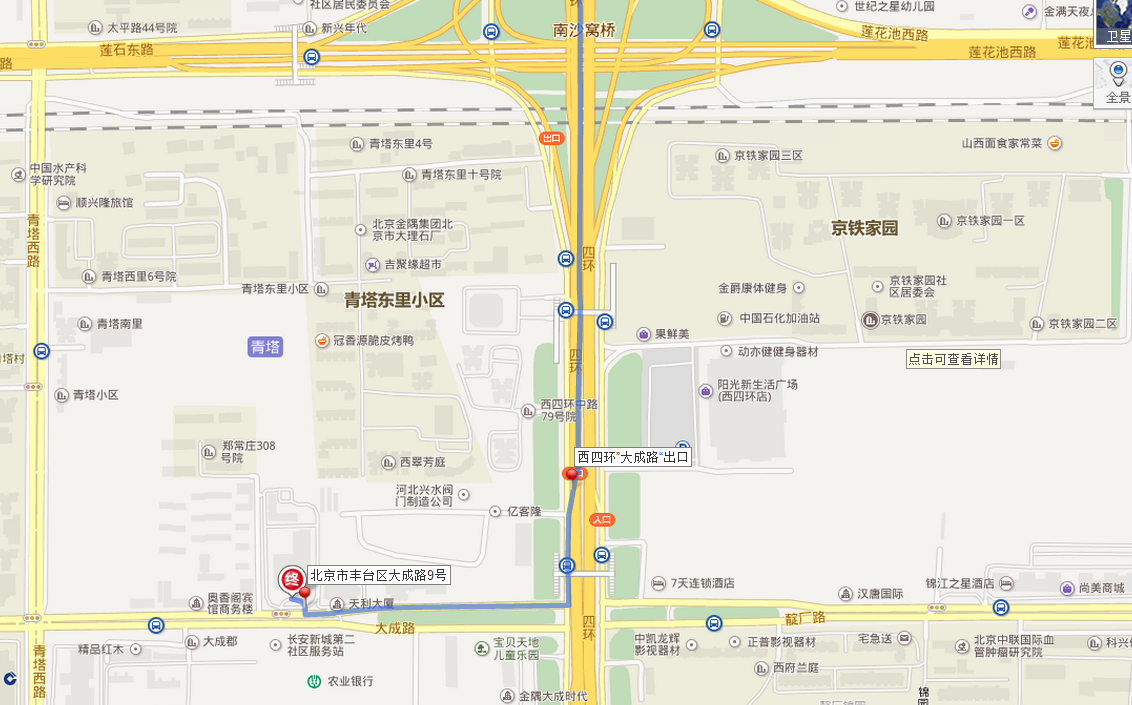 社区居民委员会
世纪之星幼儿园
金满天夜
太平路44号院
新兴年代
南沙窝桥
莲花池西路
卫星
莲石东路
莲花池西路
莲花池
路
全景
出口
青塔东里4号
京铁家园三区
山西面食家常菜
中国水产科
学研究院
青塔东里十号院
顺兴隆旅馆
青塔西路
北京金隅集团北
京市大理石厂
京铁家园
京铁家园一区
四环
吉聚缘超市
青塔西里6号院
青塔东里小区
青塔东里小区
金爵康体健身
京铁家园社
区居委会
青塔南里
中国石化加油站
京铁家园
京铁家园二区
果鲜美
青塔
冠香源脆皮烤鸭
塔村
四环
动亦健健身器材
点击可查看详情
青塔小区
阳光新生活广场
(西四环店)
西四环中路
79号院
郑常庄308
号院
西翠芳庭
西四环"大成路"出口
河北兴水阀
门制造公司
亿客隆
入口
北京市丰台区大成路9号
终
7天连锁酒店
锦江之星酒店
尚美商城
奥香阁宾
馆商务楼
天利大厦
汉唐国际
大成路
四环
靛厂路
大成郡
长安新城第二
社区服务站
精品红木
宝贝天地
儿童乐园
中凯龙辉
影视器材
正普影视器材
宅急送
北京中联国际血
管肿瘤研究院
科兴
青塔西路
农业银行
西府兰庭
金隅大成时代
锦园